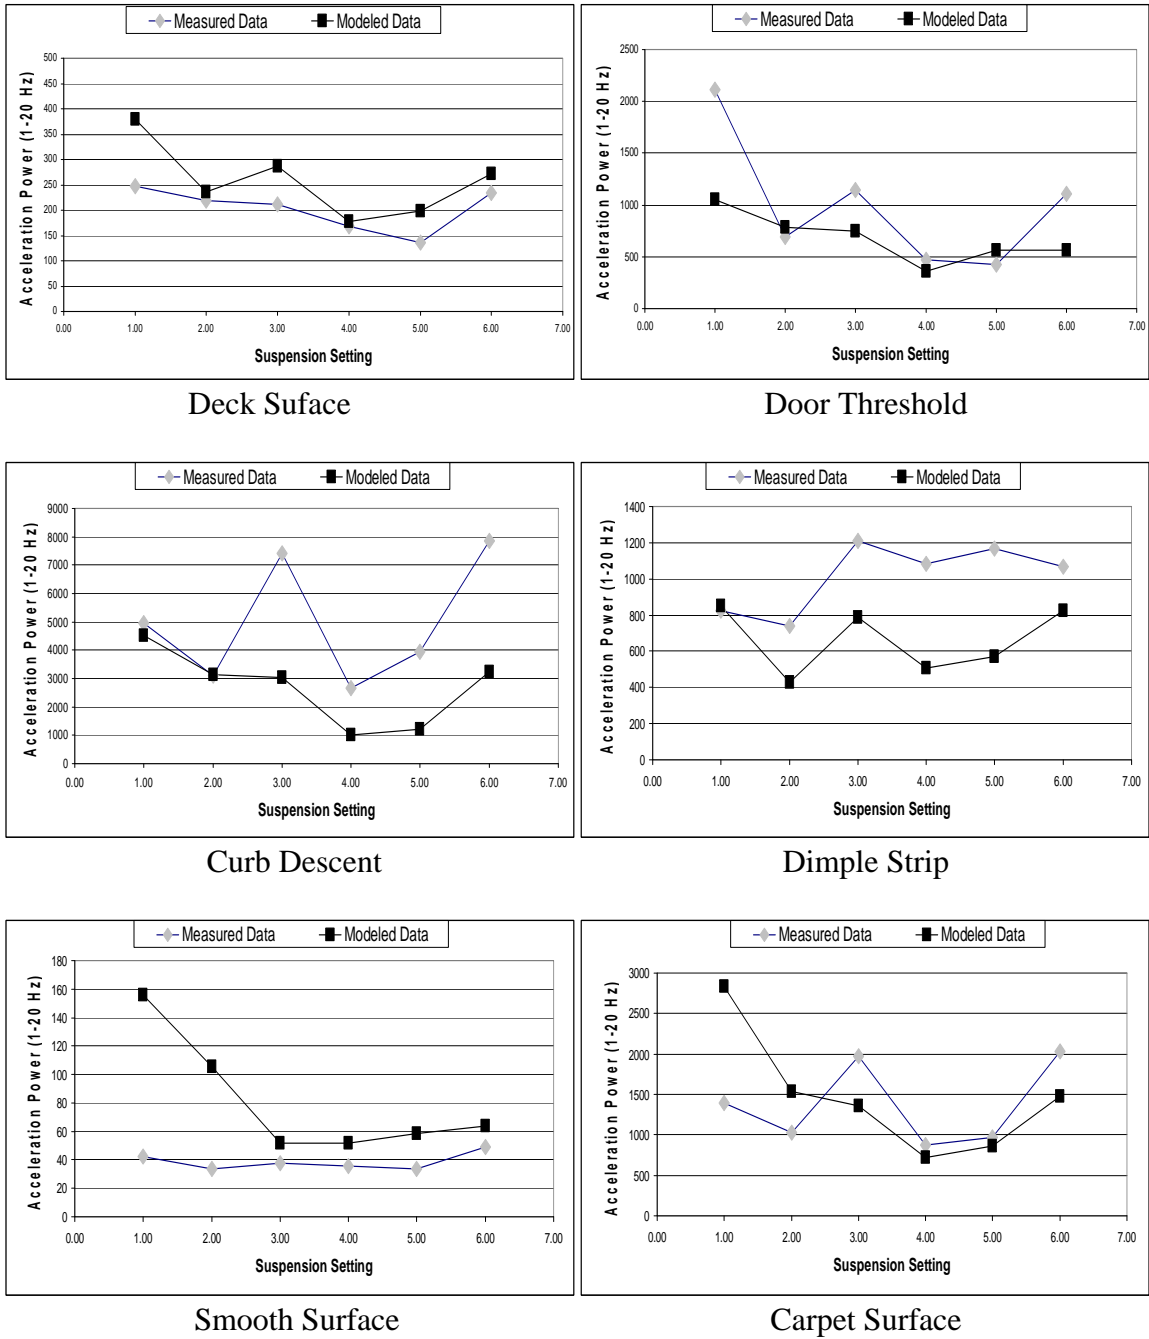 Measured Data Modeled Data
Acceleration Power (1-20 Hz)
500
450
400
350
300
250
200
150
100
50
0
0.00 1.00 2.00 3.00 4.00 5.00 6.00 7.00
Suspension Setting
Deck Suface
Measured Data Modeled Data
Acceleration Power (1-20 Hz)
2500
2000
1500
1000
500
0
0.00 1.00 2.00 3.00 4.00 5.00 6.00 7.00
Suspension Setting
Door Threshold
Measured Data Modeled Data
Acceleration Power (1-20 Hz)
9000
8000
7000
6000
5000
4000
3000
2000
1000
0
0.00 1.00 2.00 3.00 4.00 5.00 6.00 7.00
Suspension Setting
Curb Descent
Measured Data Modeled Data
Acceleration Power (1-20 Hz)
1400
1200
1000
800
600
400
200
0
0.00 1.00 2.00 3.00 4.00 5.00 6.00 7.00
Suspension Setting
Dimple Strip
Measured Data Modeled Data
Acceleration Power (1-20 Hz)
180
160
140
120
100
80
60
40
20
0
0.00 1.00 2.00 3.00 4.00 5.00 6.00 7.00
Suspension Setting
Smooth Surface
Measured Data Modeled Data
Acceleration Power (1-20 Hz)
3000
2500
2000
1500
1000
500
0
0.00 1.00 2.00 3.00 4.00 5.00 6.00 7.00
Suspension Setting
Carpet Surface